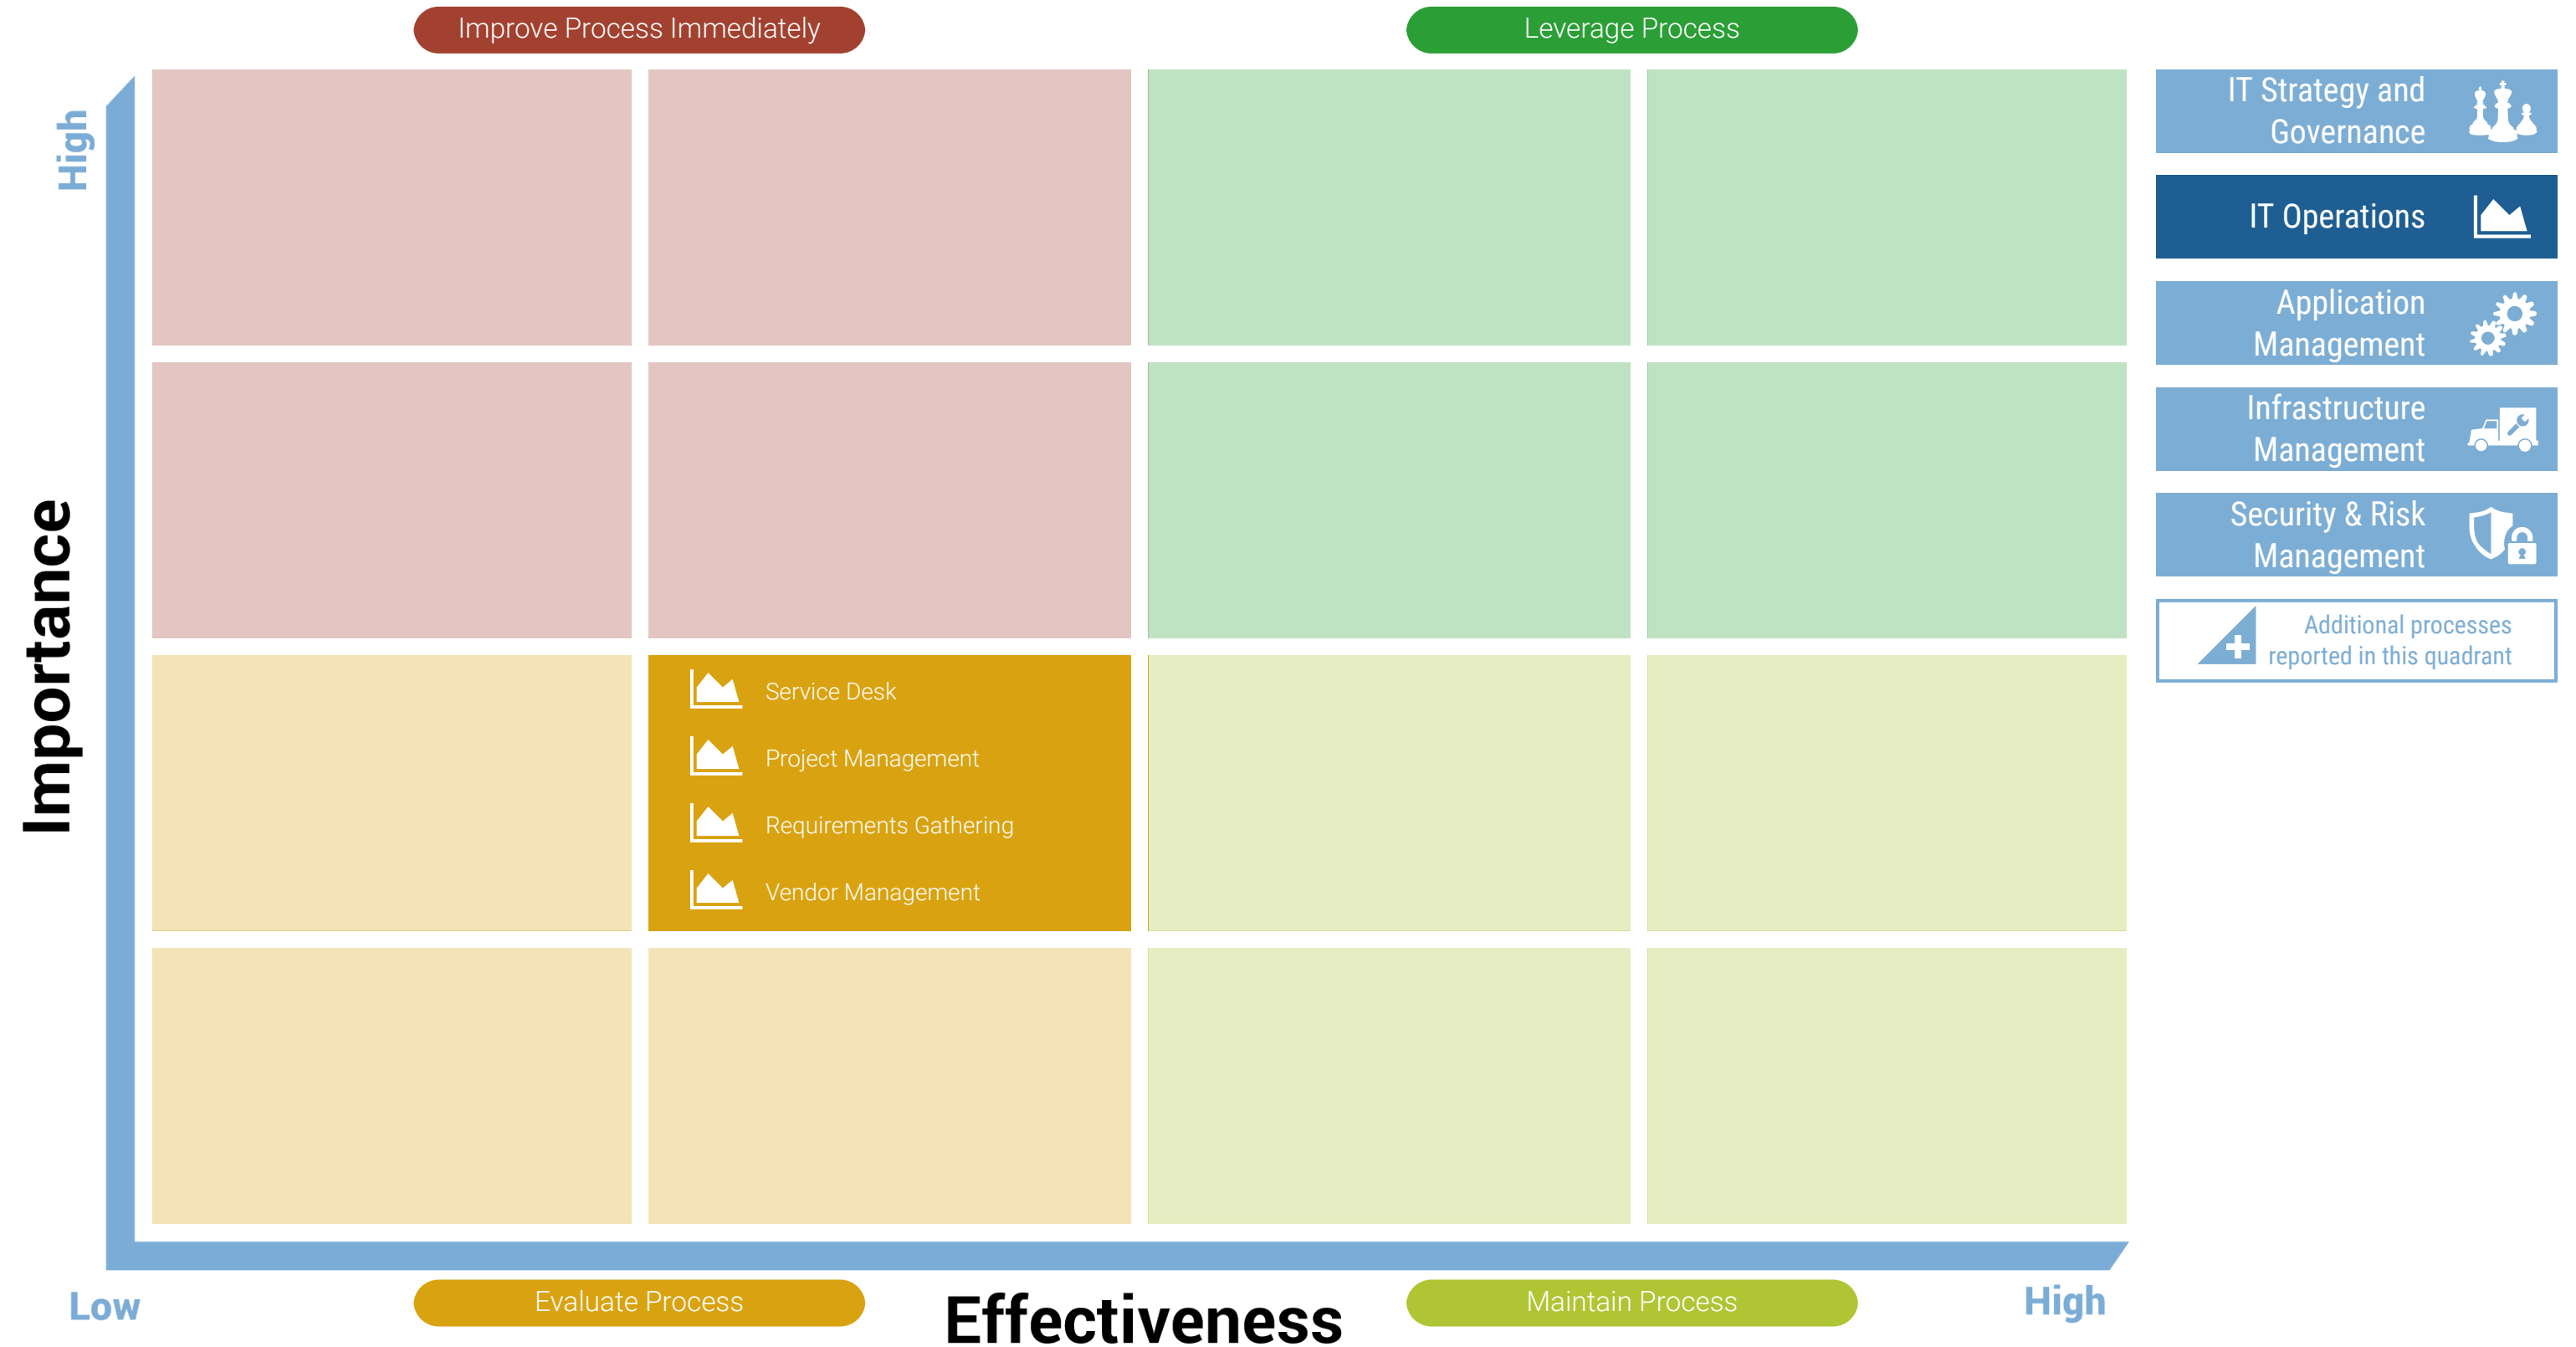 Improve Process Immediately
Leverage Process
High
Importance
IT Strategy and
Governance
IT Operations
Application
Management
Infrastructure
Management
Security & Risk
Management
Additional processes
reported in this quadrant
Service Desk
Project Management
Requirements Gathering
Vendor Management
Low
Evaluate Process
Effectiveness
Maintain Process
High